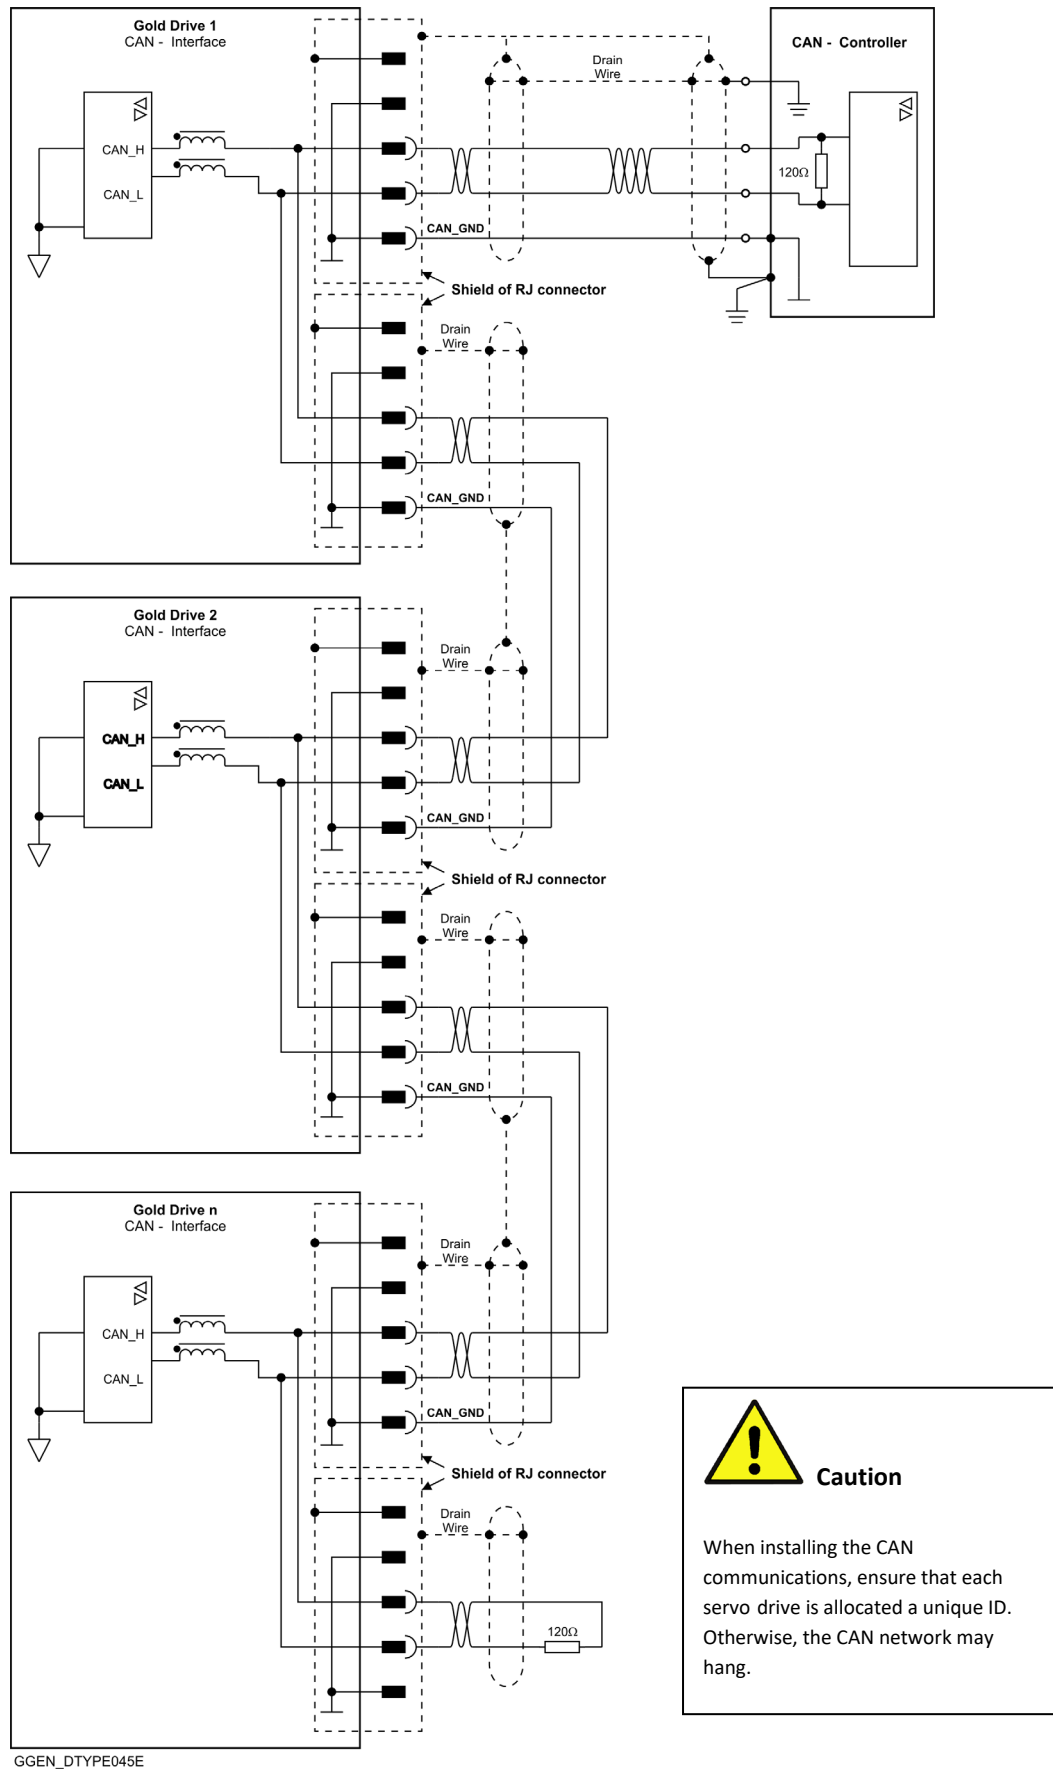 Gold Drive 1
CAN - Interface
CAN - Controller
Drain
Wire
CAN_H
CAN_L
120Ω
CAN_GND
Shield of RJ connector
Drain
Wire
CAN_GND
Gold Drive 2
CAN - Interface
Drain
Wire
CAN_H
CAN_L
CAN_GND
Shield of RJ connector
Drain
Wire
CAN_GND
Gold Drive n
CAN - Interface
Drain
Wire
CAN_H
CAN_L
CAN_GND
Shield of RJ connector
Drain
Wire
120Ω
Caution
When installing the CAN
communications, ensure that each
servo drive is allocated a unique ID.
Otherwise, the CAN network may
hang.
GGEN_DTYPE045E